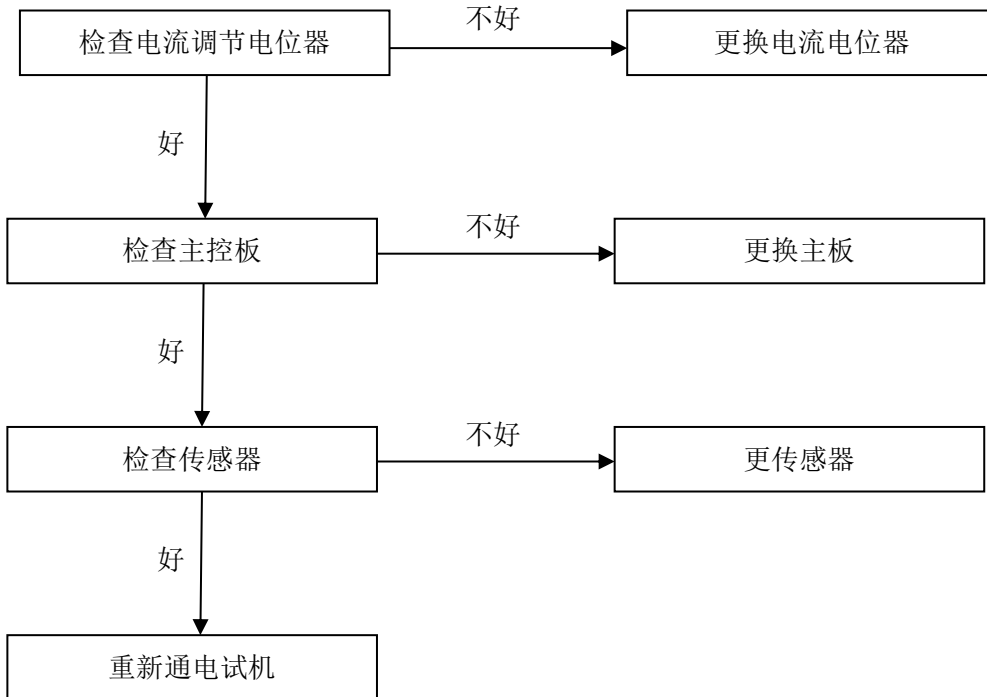 检查电流调节电位器
不好
更换电流电位器
好
检查主控板
不好
更换主板
好
检查传感器
不好
更传感器
好
重新通电试机